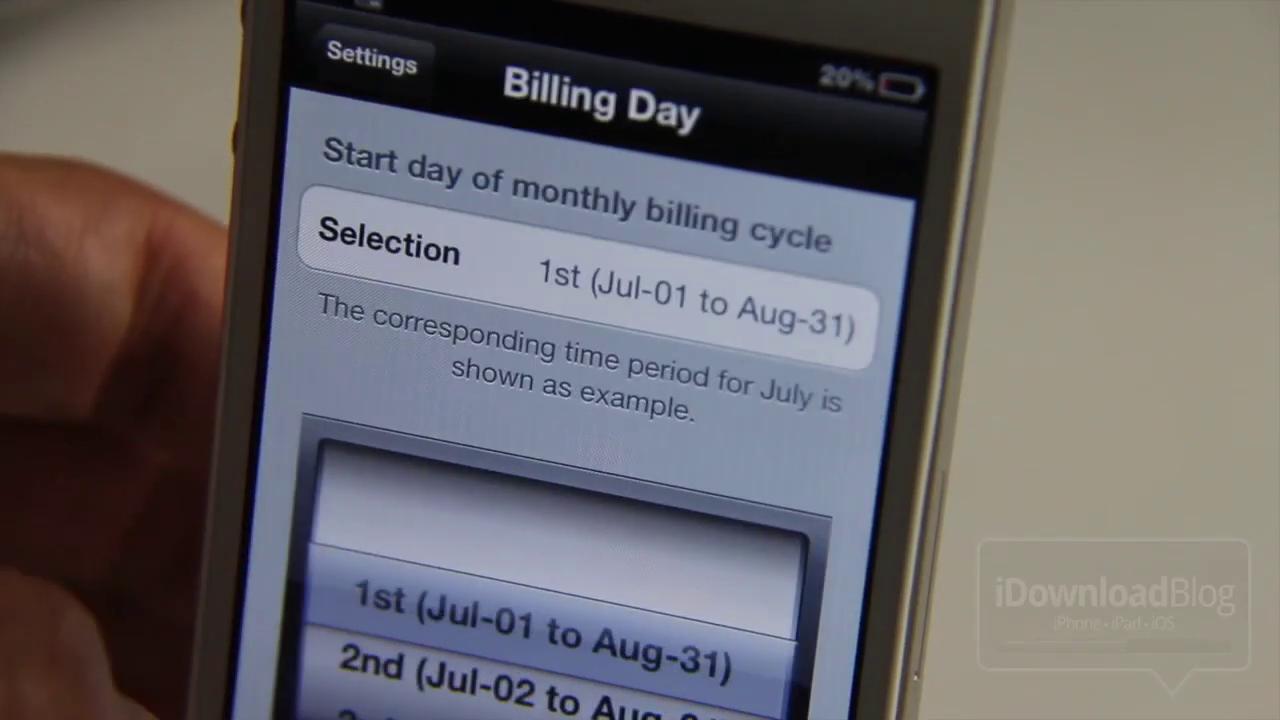 Settings
Billing Day
20%
Start day of monthly billing cycle
Selection
1st (Jul-01 to Aug-31)
The corresponding time period for July is
shown as example.
1st (Jul-01 to Aug-31)
2nd (Jul-02 to
iDownloadBlog
iPhone • iPad • iOS